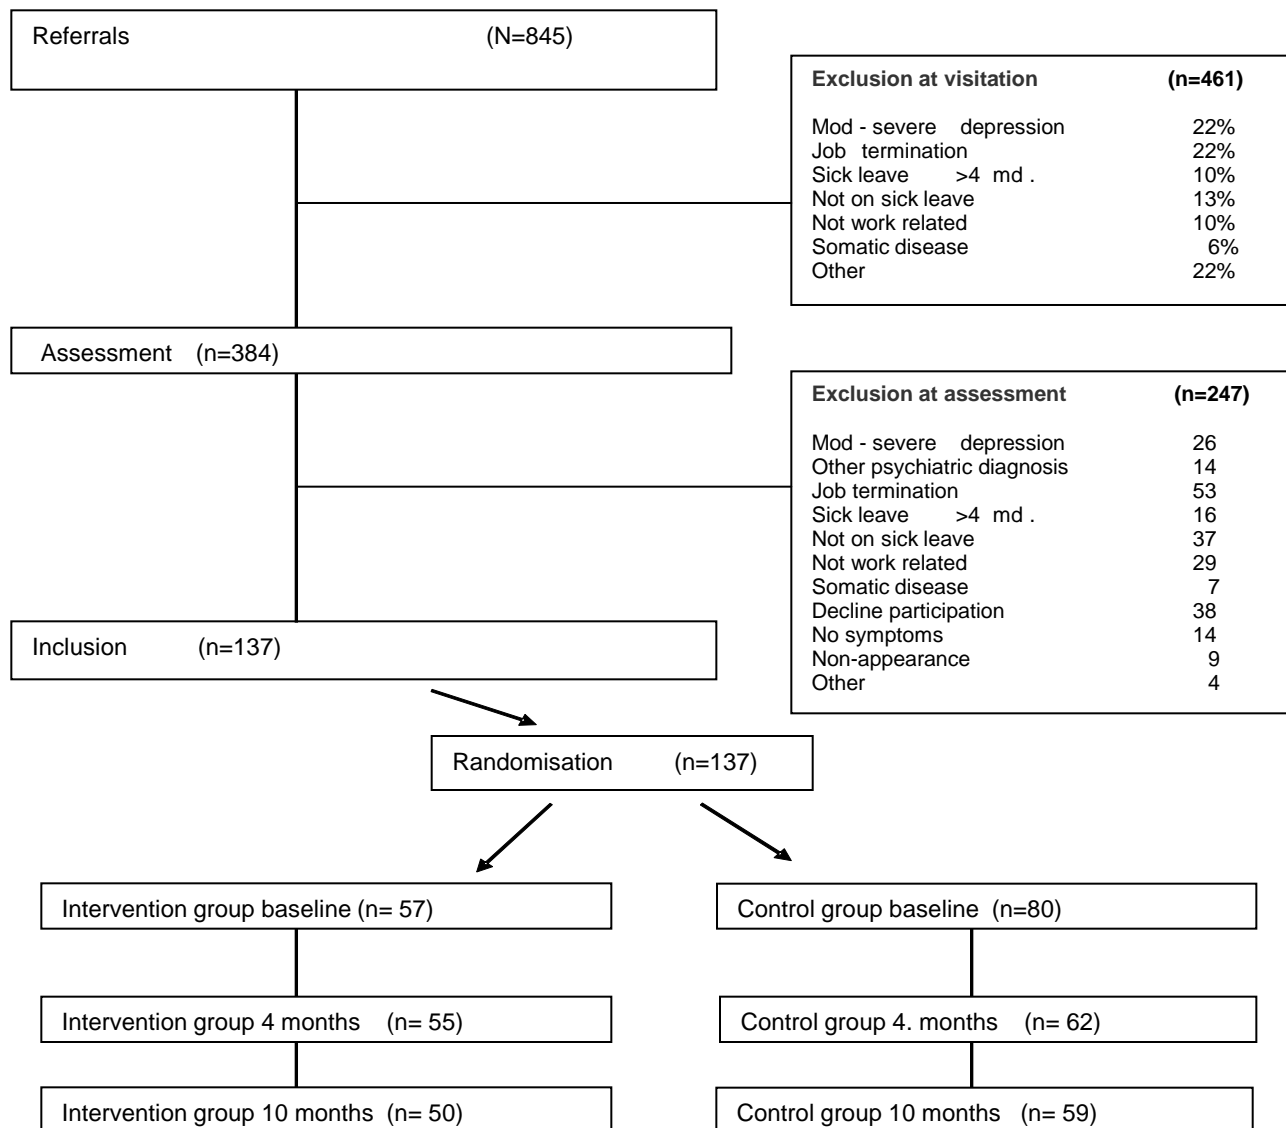 Referrals (N=845)
Exclusion at visitation (n=461)
Mod - severe depression 22%
Job termination 22%
Sick leave >4 md . 10%
Not on sick leave 13%
Not work related 10%
Somatic disease 6%
Other 22%
Assessment (n=384)
Exclusion at assessment (n=247)
Mod - severe depression 26
Other psychiatric diagnosis 14
Job termination 53
Sick leave >4 md . 16
Not on sick leave 37
Not work related 29
Somatic disease 7
Decline participation 38
No symptoms 14
Non-appearance 9
Other 4
Inclusion (n=137)
Randomisation (n=137)
Intervention group baseline (n= 57)
Control group baseline (n=80)
Intervention group 4 months (n= 55)
Control group 4. months (n= 62)
Intervention group 10 months (n= 50)
Control group 10 months (n= 59)